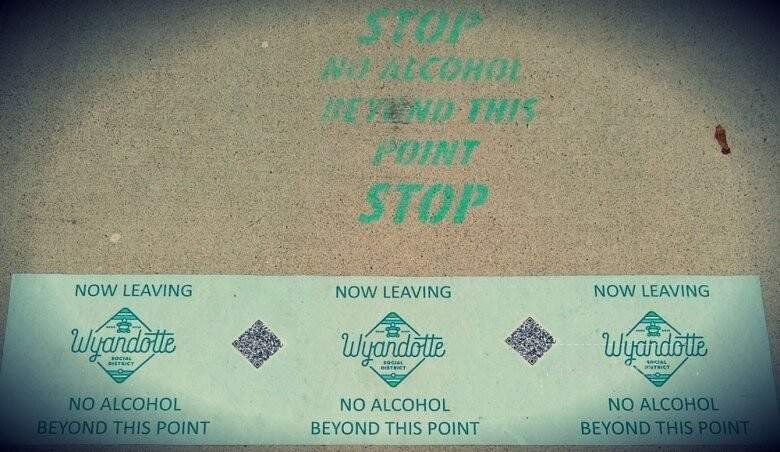 STOP
NO ALCOHOL
BEYOND THIS
POINT
STOP
NOW LEAVING
Wyandotte
SOCIAL
DISTRICT
NO ALCOHOL
BEYOND THIS POINT
NOW LEAVING
Wyandotte
SOCIAL
DISTRICT
NO ALCOHOL
BEYOND THIS POINT
NOW LEAVING
Wyandotte
SOCIAL
DISTRICT
NO ALCOHOL
BEYOND THIS POINT